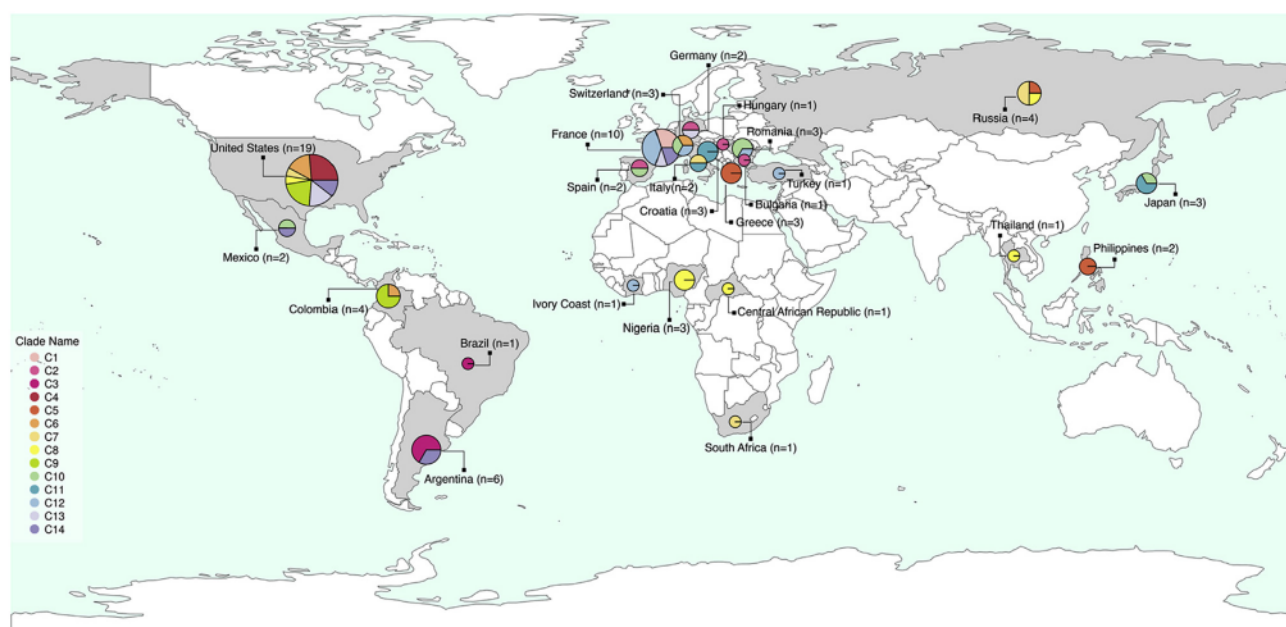 Germany (n=2)
Switzerland (n=3)
Hungary (n=1)
Russia (n=4)
France (n=10)
Romania (n=3)
United States (n=19)
Spain (n=2)
Italy(n=2)
Turkey (n=1)
Bulgaria (n=1)
Japan (n=3)
Croatia (n=3)
Greece (n=3)
Thailand (n=1)
Philippines (n=2)
Mexico (n=2)
Colombia (n=4)
Ivory Coast (n=1)
Central African Republic (n=1)
Nigeria (n=3)
Brazil (n=1)
South Africa (n=1)
Argentina (n=6)
Clade Name
C1
C2
C3
C4
C5
C6
C7
C8
C9
C10
C11
C12
C13
C14